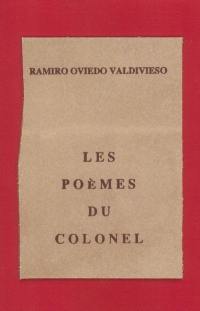 RAMIRO OVIEDO VALDIVIESO
LES
POÈMES
DU
COLONEL